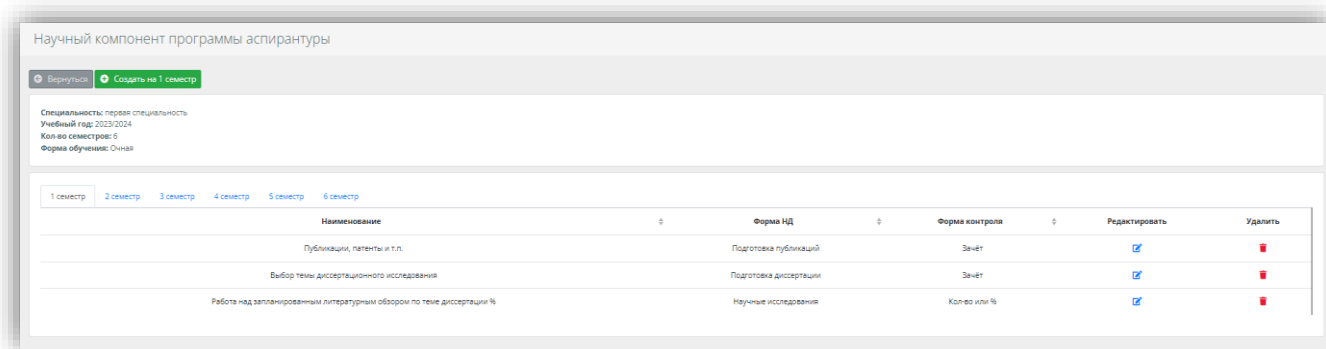 Научный компонент программы аспирантуры
Вернуться Создать на 1 семестр
Специальность: первая специальность
Учебный год: 2023/2024
Кол-во семестров: 6
Форма обучения: Очная
1 семестр 2 семестр 3 семестр 4 семестр 5 семестр 6 семестр
Наименование Форма НД Форма контроля Редактировать Удалить
Публикации, патенты и т.п. Подготовка публикаций Зачёт
Выбор темы диссертационного исследования Подготовка диссертации Зачёт
Работа над запланированным литературным обзором по теме диссертации % Научные исследования Кол-во или %